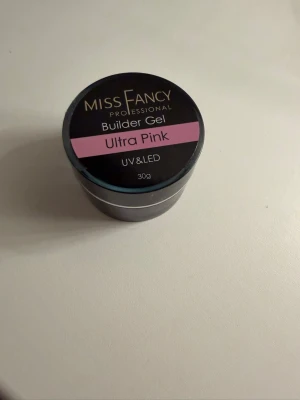 MISS FANCY
PROFESSIONAL
Builder Gel
Ultra Pink
UV&LED
30g